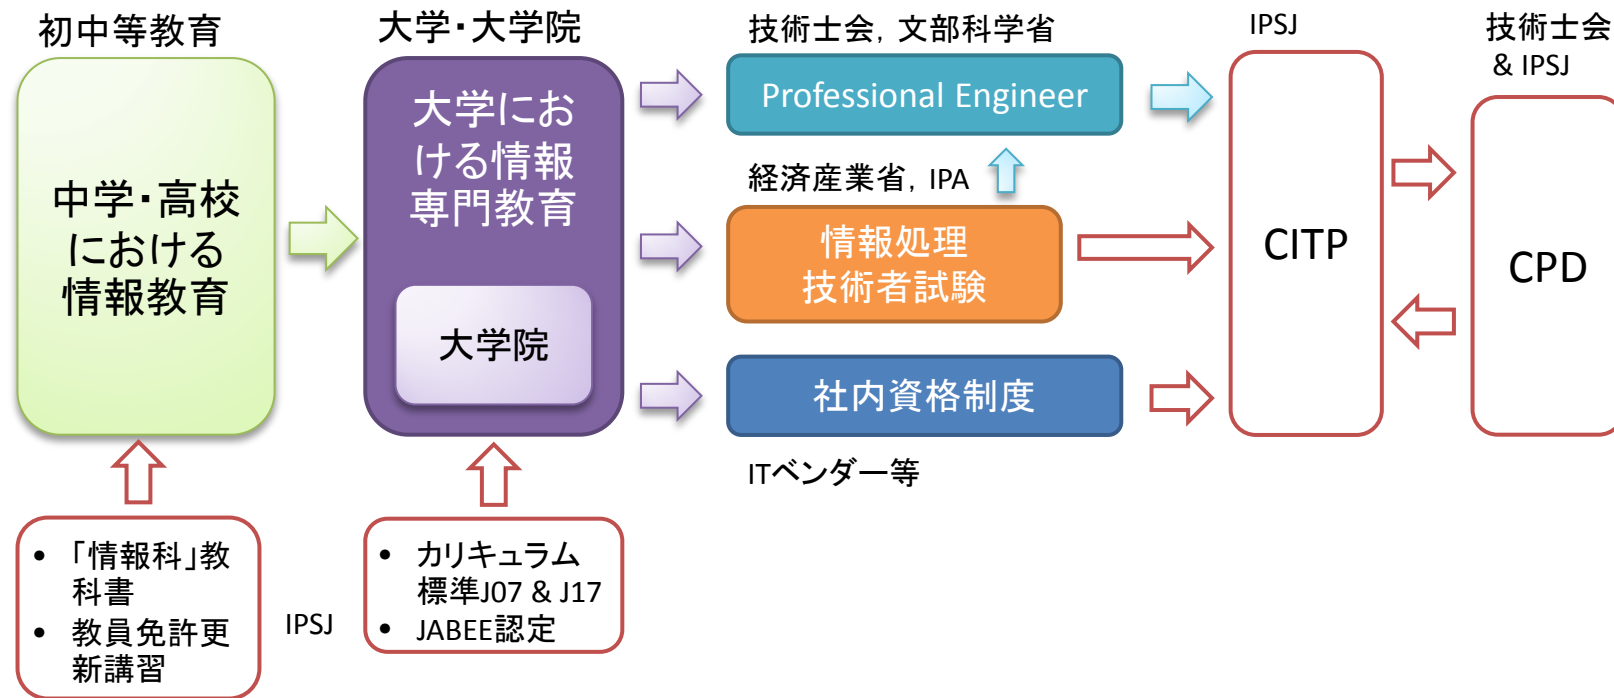 初中等教育
中学・高校
における
情報教育
大学・大学院
大学にお
ける情報
専門教育
大学院
技術士会, 文部科学省
Professional Engineer
経済産業省, IPA
情報処理
技術者試験
社内資格制度
ITベンダー等
IPSJ
CITP
技術士会
& IPSJ
CPD
• 「情報科」教
科書
• 教員免許更
新講習
IPSJ
• カリキュラム
標準J07 & J17
• JABEE認定